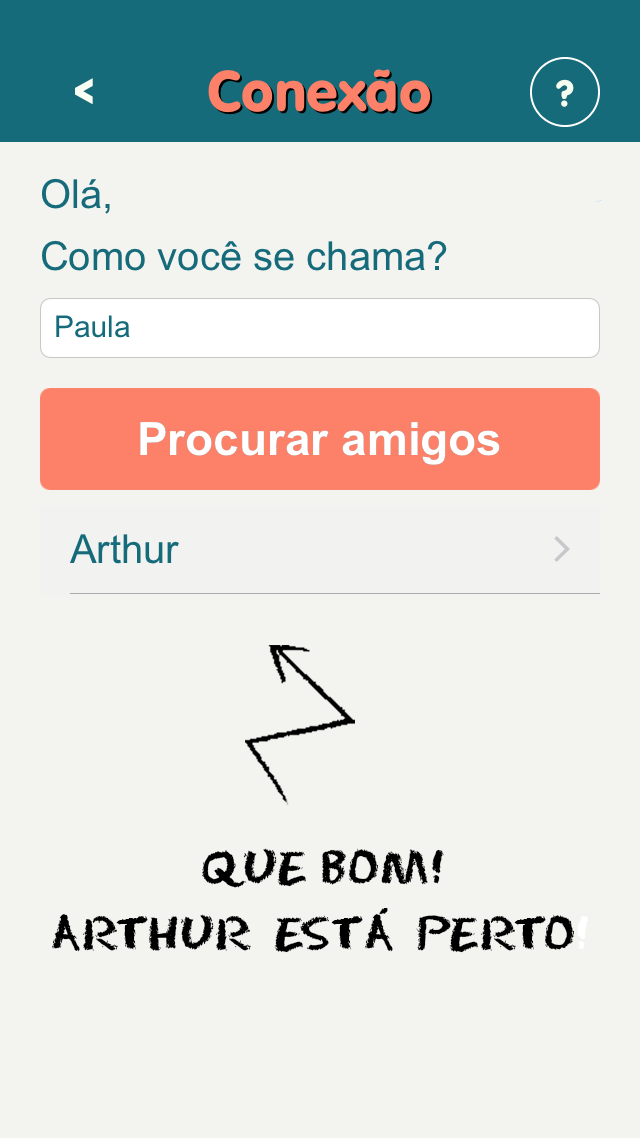 <
Conexão
?
Olá,
Como você se chama?
Paula
Procurar amigos
Arthur
QUE BOM!
ARTHUR ESTÁ PERTO!